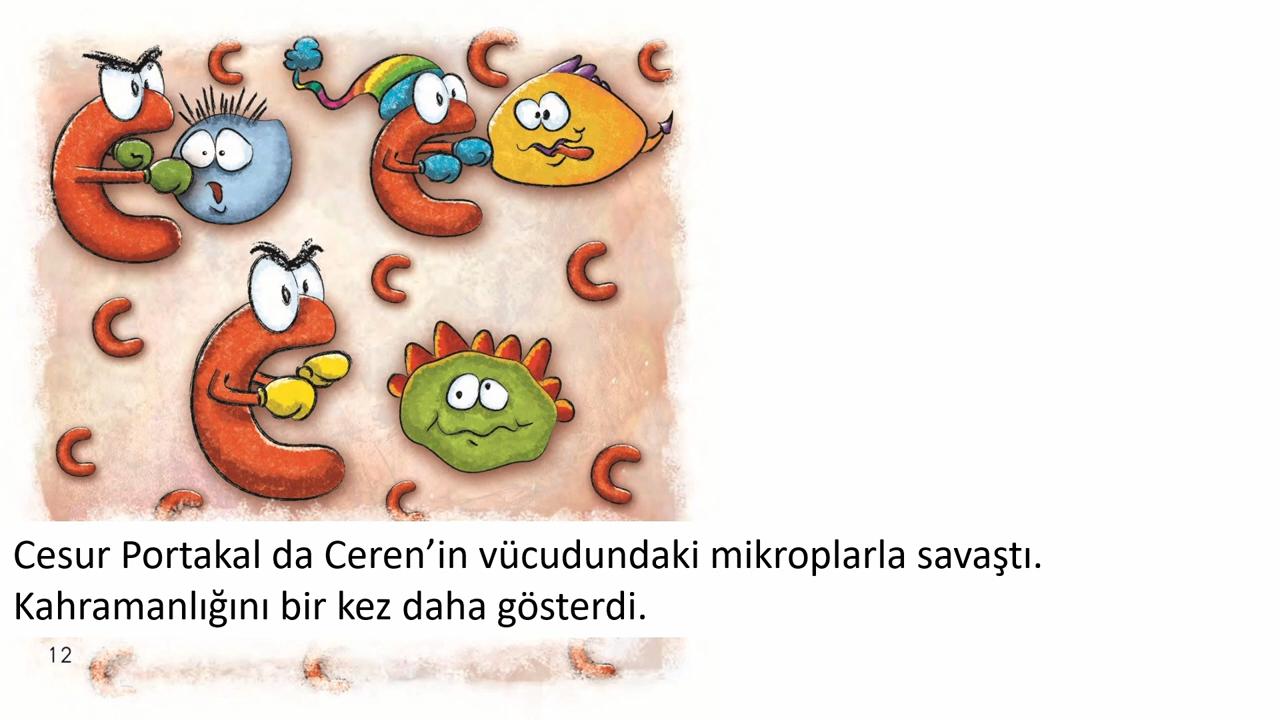 Cesur Portakal da Ceren’in vücudundaki mikroplarla savaştı.
Kahramanlığını bir kez daha gösterdi.
12